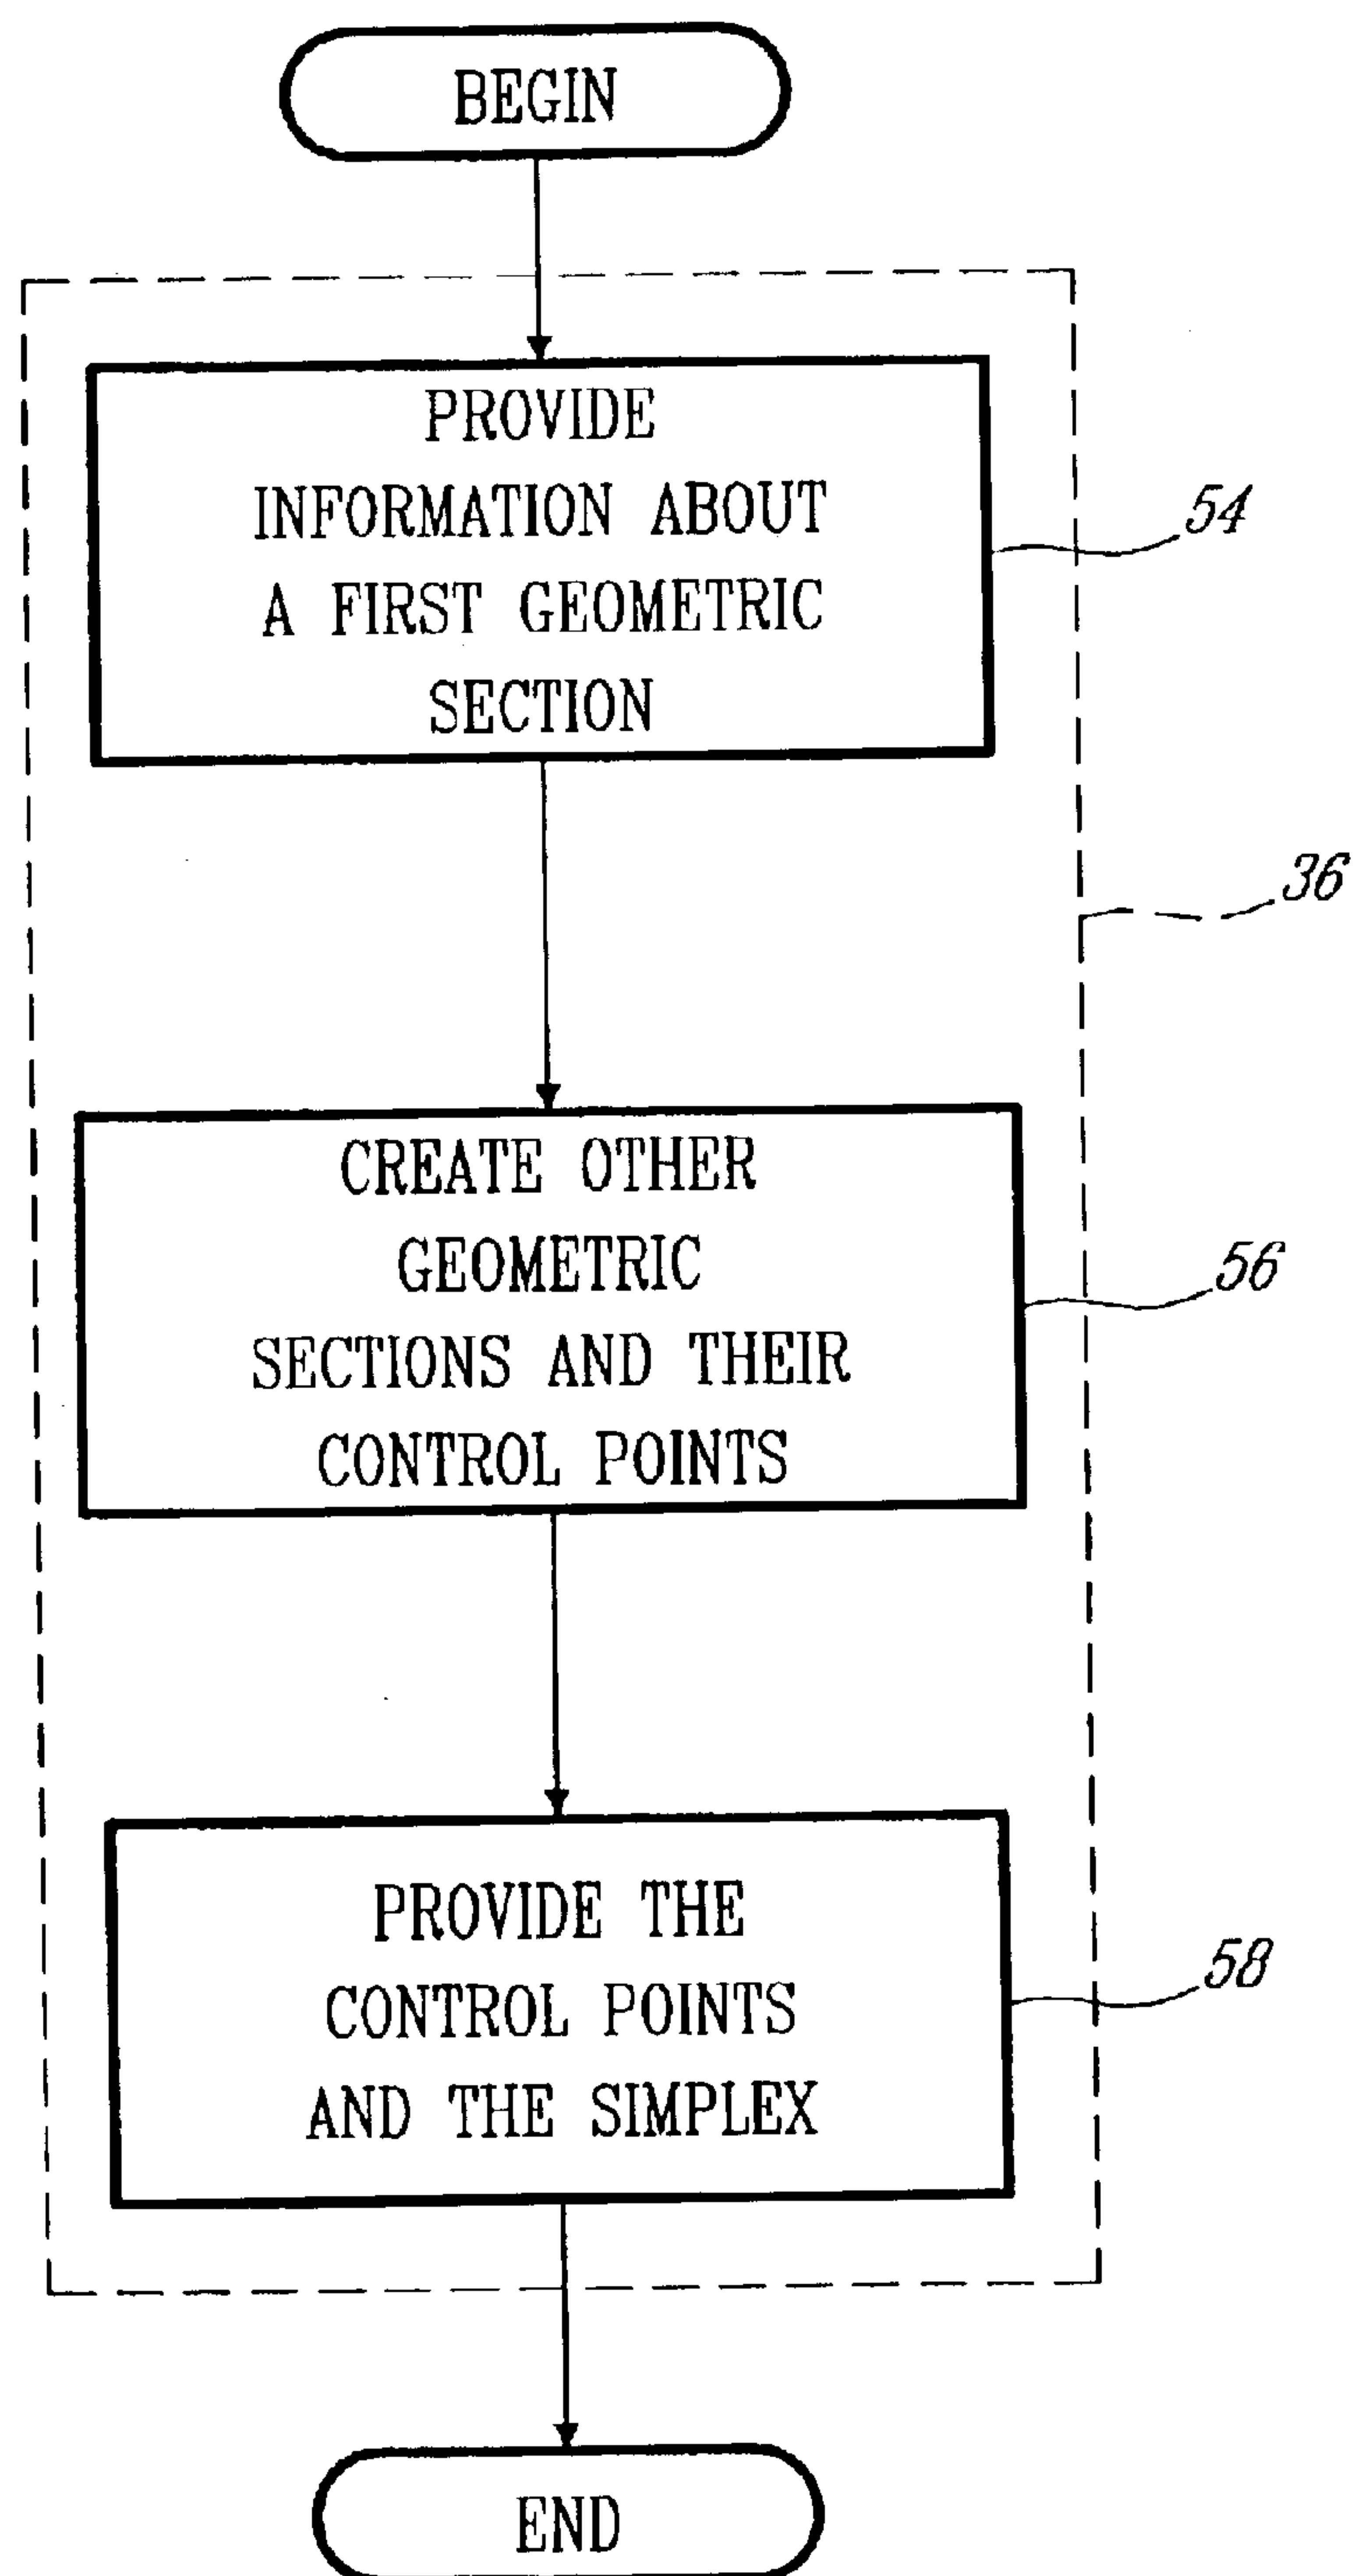 BEGIN
PROVIDE
INFORMATION ABOUT
A FIRST GEOMETRIC
SECTION
54
36
CREATE OTHER
GEOMETRIC
SECTIONS AND THEIR
CONTROL POINTS
56
PROVIDE THE
CONTROL POINTS
AND THE SIMPLEX
58
END